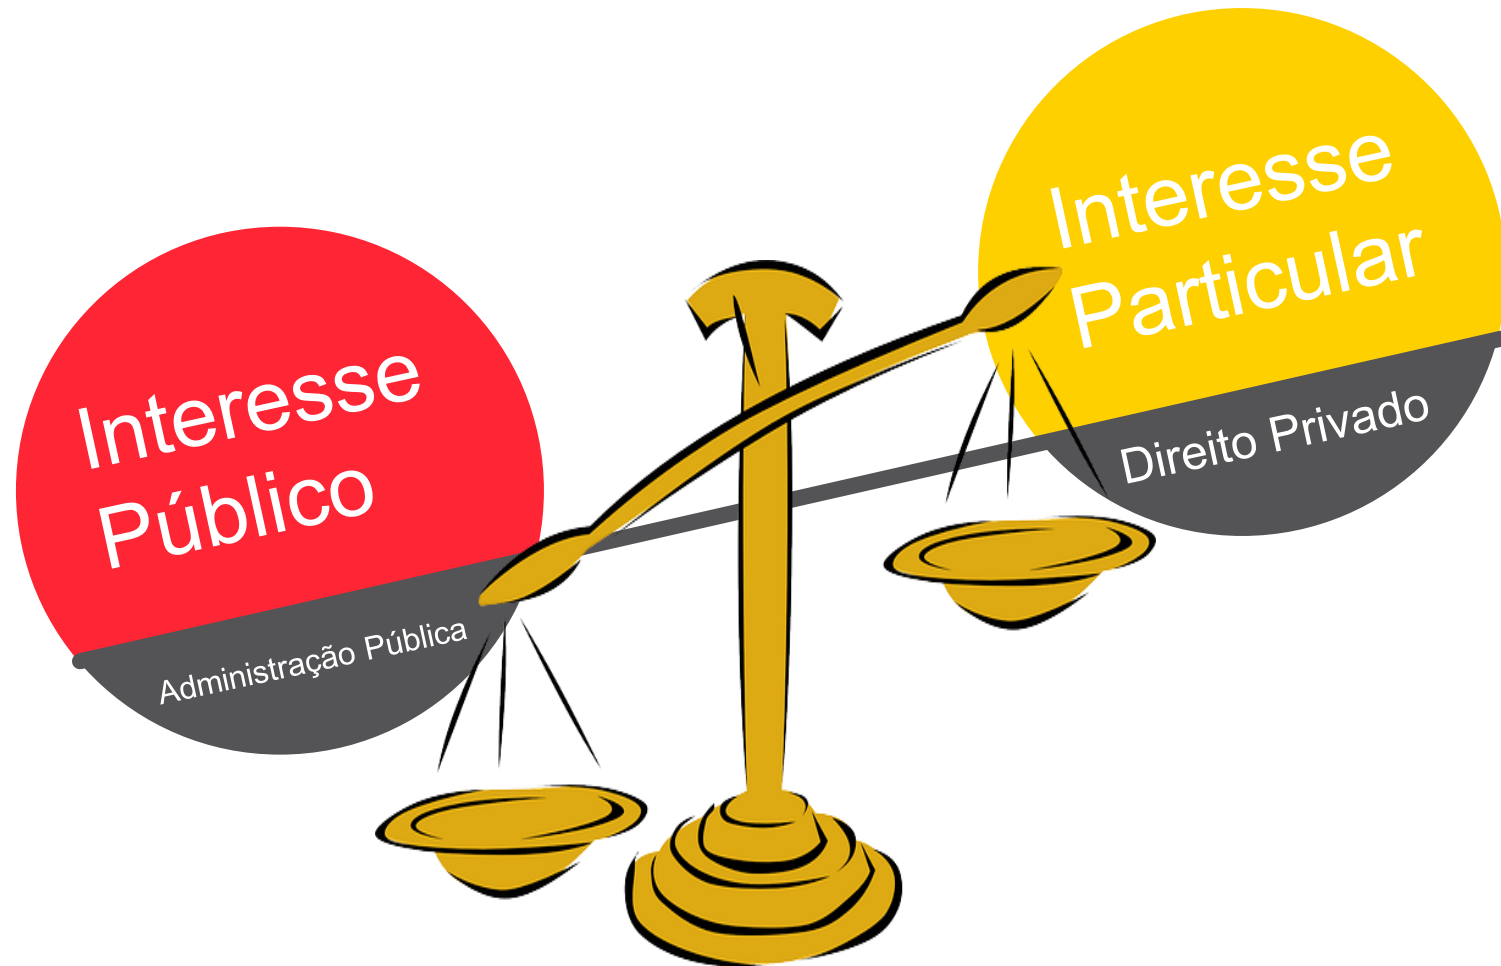 Interesse
Público
Administração Pública
Interesse
Particular
Direito Privado